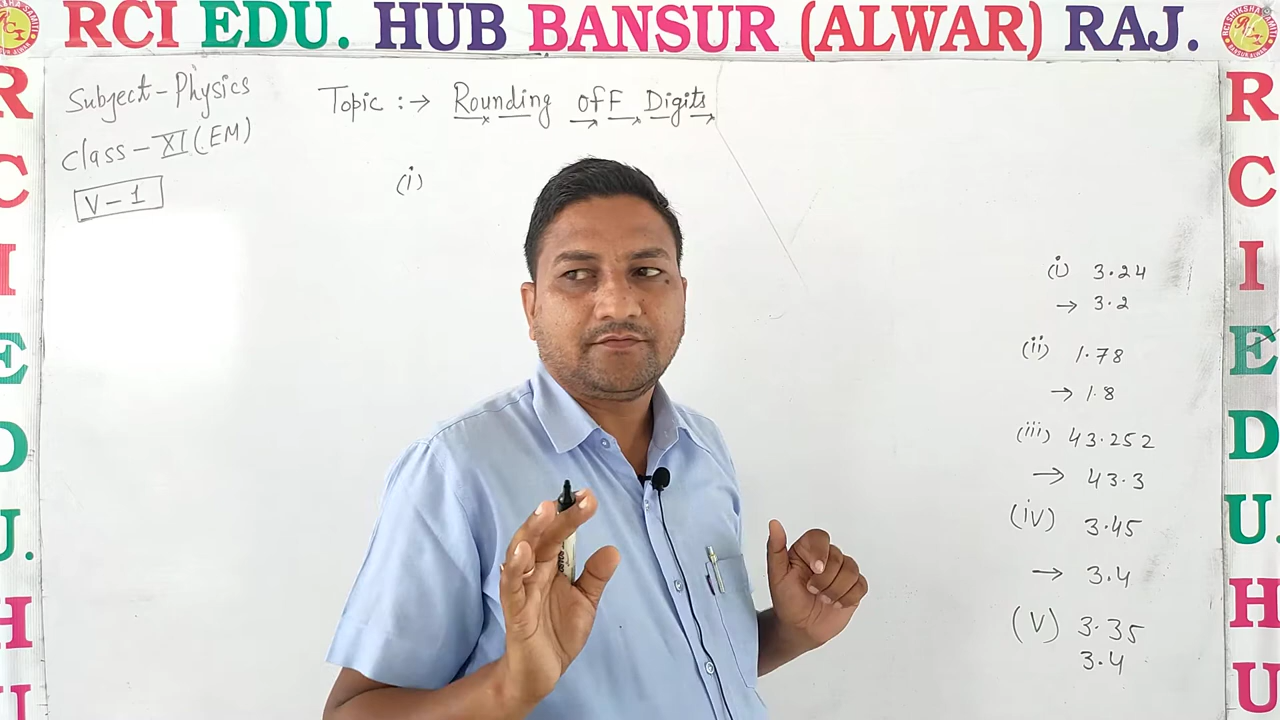 RCI EDU. HUB BANSUR (ALWAR) RAJ.
Subject - Physics
Class - XI (EM)
V - 1
Topic :→ Rounding off Digits
(i)
(i) 3.24
→ 3.2
(ii) 1.78
→ 1.8
(iii) 43.252
→ 43.3
(iv) 3.45
→ 3.4
(V) 3.35
3.4
R
C
I
E
D
U.
H
U
R
C
I
E
D
U.
H
U